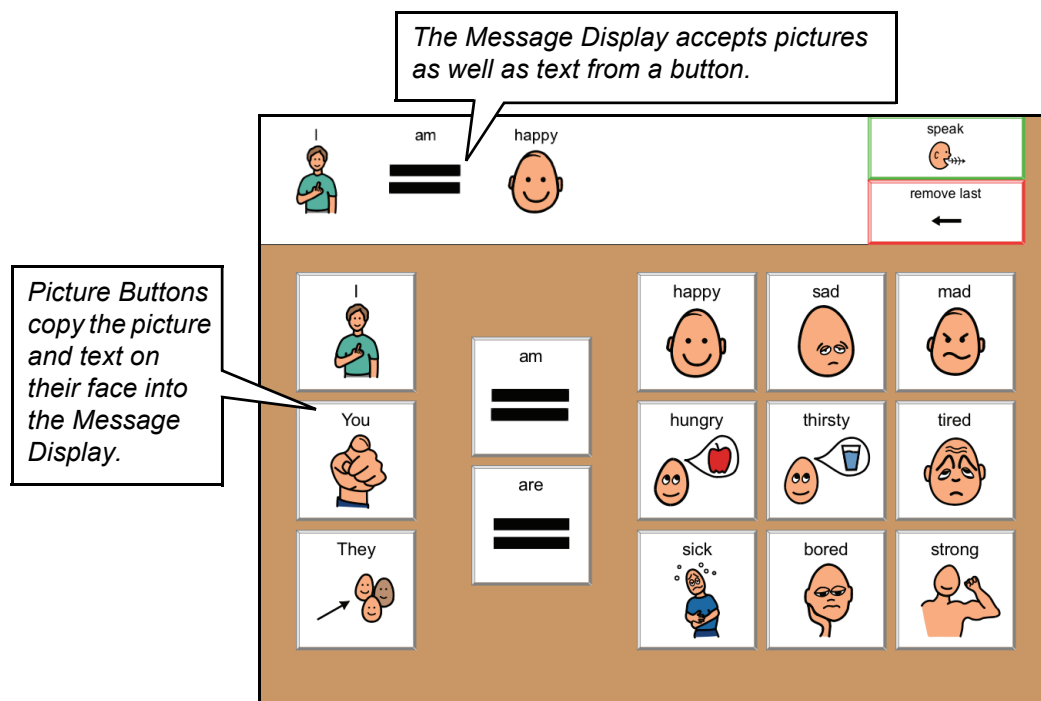 The Message Display accepts pictures
as well as text from a button.
I am happy
speak
remove last
Picture Buttons
copy the picture
and text on
their face into
the Message
Display.
I
You
They
am
are
happy sad mad
hungry thirsty tired
sick bored strong